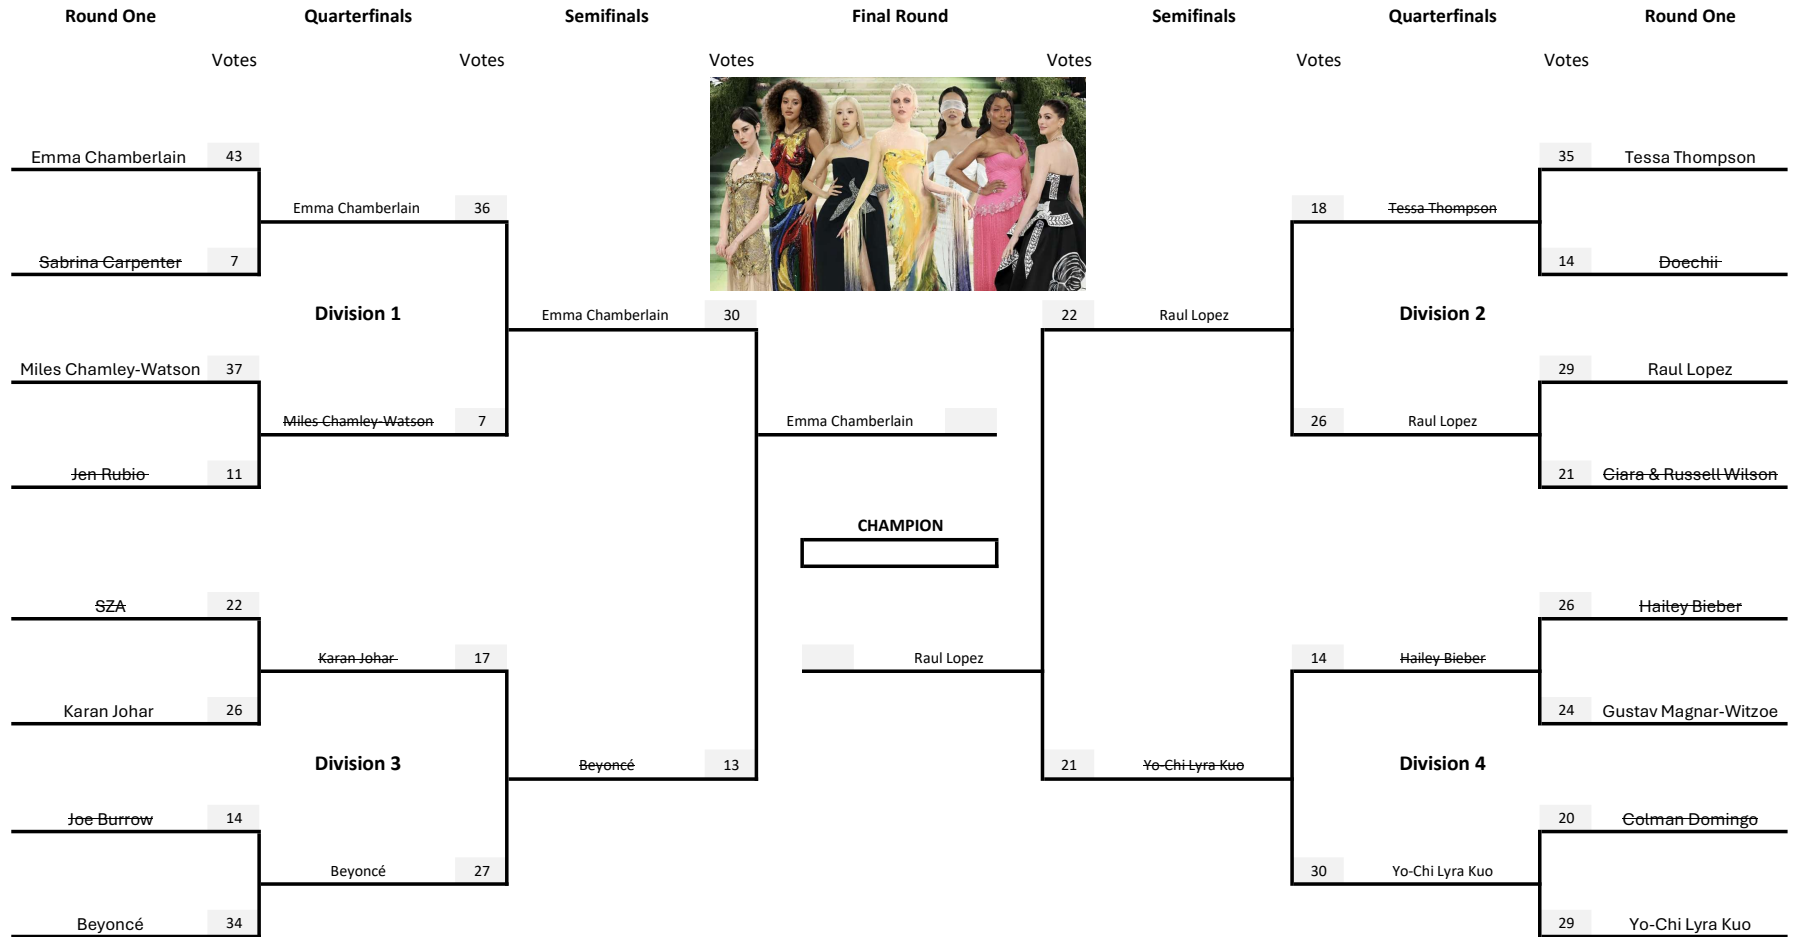 Round One Quarterfinals Semifinals Final Round Semifinals Quarterfinals Round One
Votes Votes Votes Votes Votes Votes
Emma Chamberlain 43 35 Tessa Thompson
Emma Chamberlain 36 18 Tessa Thompson
Sabrina Carpenter 7 14 Doechii
Division 1 Division 2
Emma Chamberlain 30 22 Raul Lopez
Miles Chamley-Watson 37 29 Raul Lopez
Miles Chamley-Watson 7 Emma Chamberlain 26 Raul Lopez
Jen Rubio 11 21 Ciara & Russell Wilson
CHAMPION
SZA 22 26 Hailey Bieber
Karan Johar 17 Raul Lopez 14 Hailey Bieber
Karan Johar 26 24 Gustav Magnar-Witzoe
Division 3 Division 4
Beyoncé 13 21 Yo-Chi Lyra Kuo
Joe Burrow 14 20 Colman Domingo
Beyoncé 27 30 Yo-Chi Lyra Kuo
Beyoncé 34 29 Yo-Chi Lyra Kuo